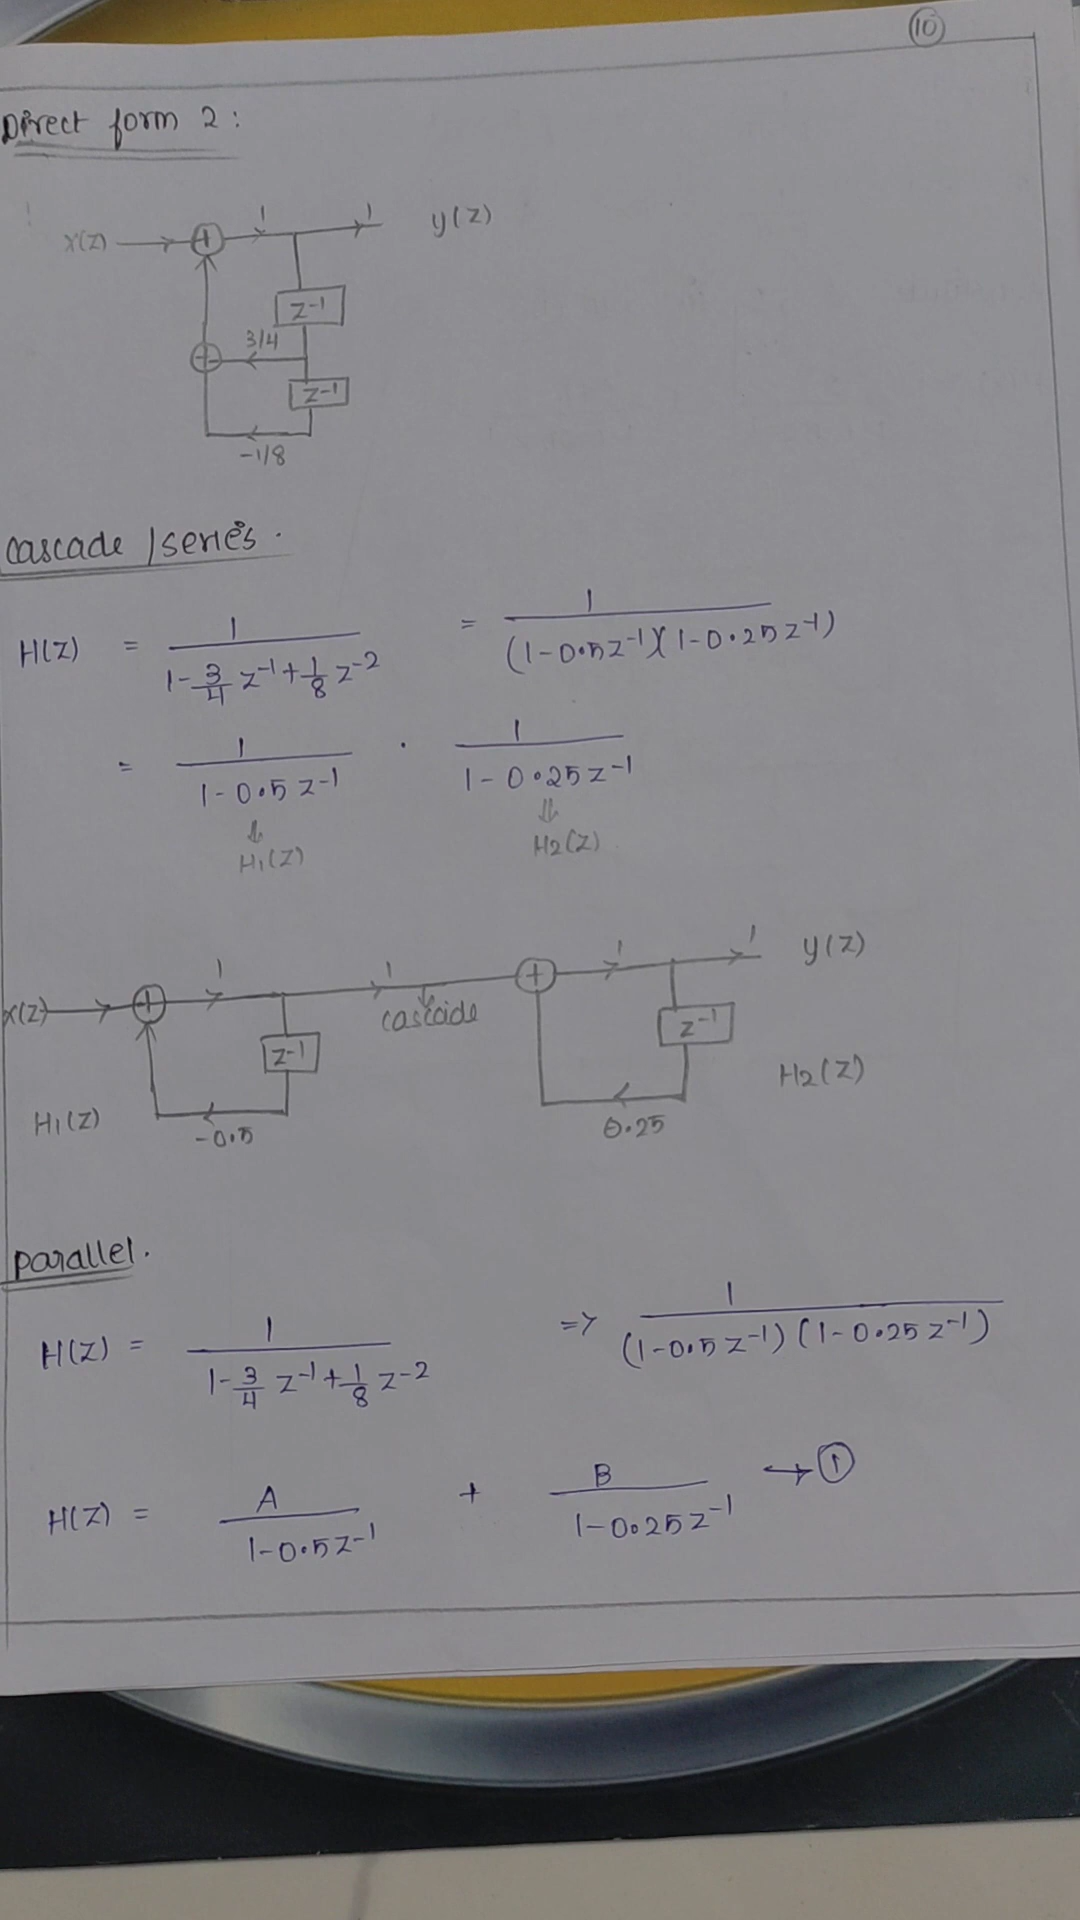 10
Direct form 2:
X(Z) + 1 1 y(Z)
z-1
3/4
+
z-1
-1/8
cascade /series.
H(Z) = 1 / 1-3/4 z-1+1/8 z-2 = 1 / (1-0.5z-1)(1-0.25z-1)
= 1 / 1-0.5 z-1 . 1 / 1-0.25z-1
⇓ ⇓
H1(Z) H2(Z)
x(z) + 1 1 + 1 1 y(z)
cascade
z-1 z-1
H2(Z)
H1(Z) -0.5 0.25
parallel.
H(Z) = 1 / 1-3/4 z-1+1/8 z-2 => 1 / (1-0.5 z-1) (1-0.25 z-1)
H(Z) = A / 1-0.5z-1 + B / 1-0.25z-1 → 1